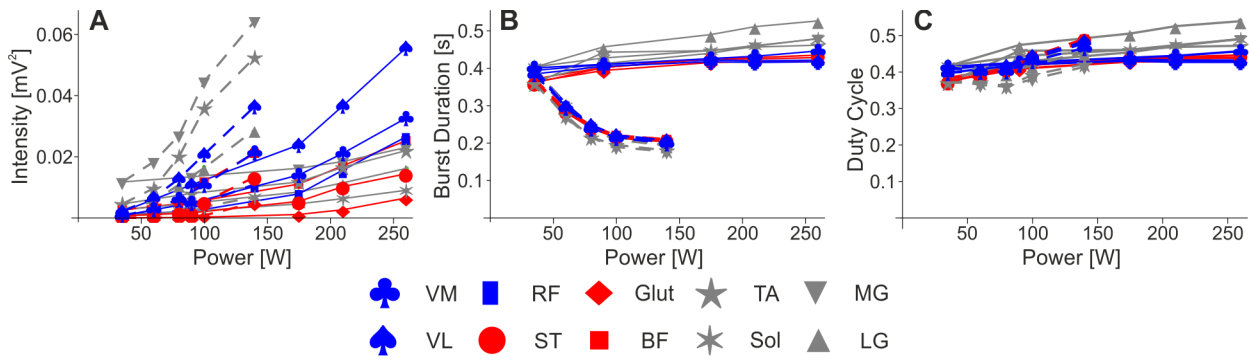 A
B
C
Intensity [mV²]
0.06
0.04
0.02
50
100
150
200
250
Power [W]
Burst Duration [s]
0.5
0.4
0.3
0.2
0.1
50
100
150
200
250
Power [W]
Duty Cycle
0.5
0.4
0.3
0.2
0.1
50
100
150
200
250
Power [W]
VM RF Glut TA MG
VL ST BF Sol LG